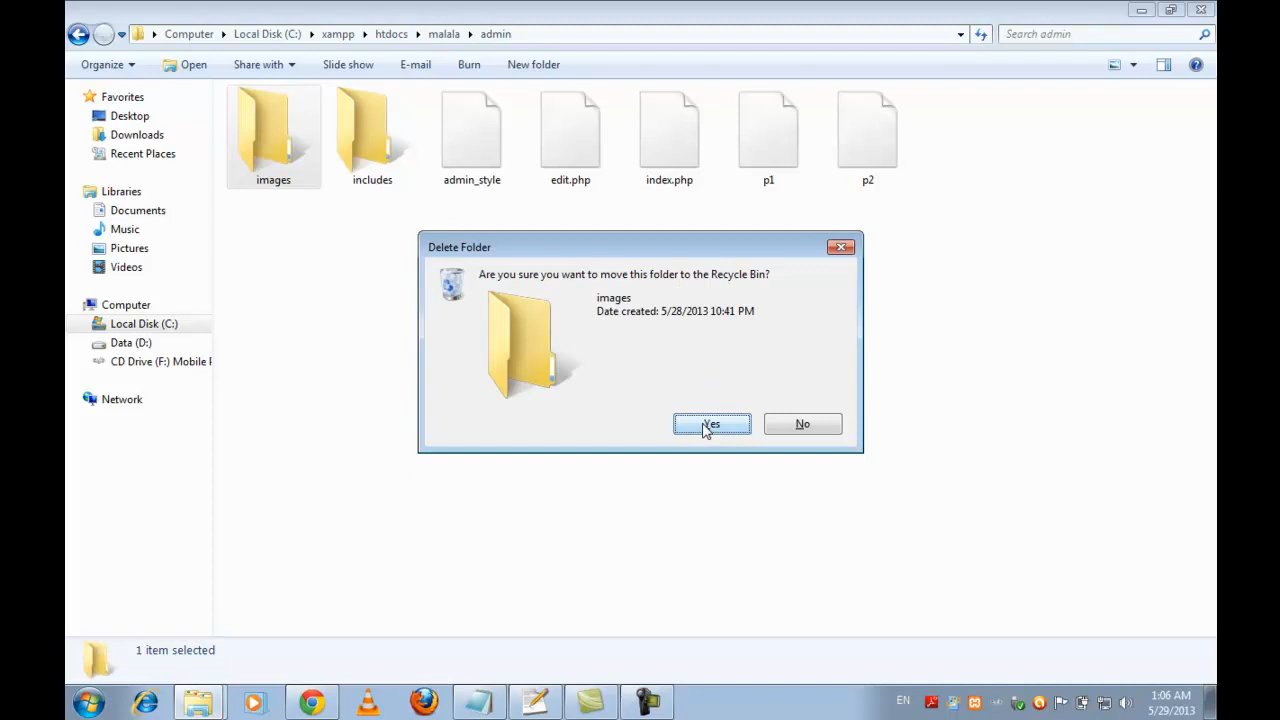 Computer Local Disk (C:) xampp htdocs malala admin
Search admin
Organize Open Share with Slide show E-mail Burn New folder
Favorites
Desktop
Downloads
Recent Places
Libraries
Documents
Music
Pictures
Videos
Computer
Local Disk (C:)
Data (D:)
CD Drive (F:) Mobile
Network
images includes admin_style edit.php index.php p1 p2
Delete Folder
Are you sure you want to move this folder to the Recycle Bin?
images
Date created: 5/28/2013 10:41 PM
Yes No
1 item selected
EN
1:06 AM
5/29/2013